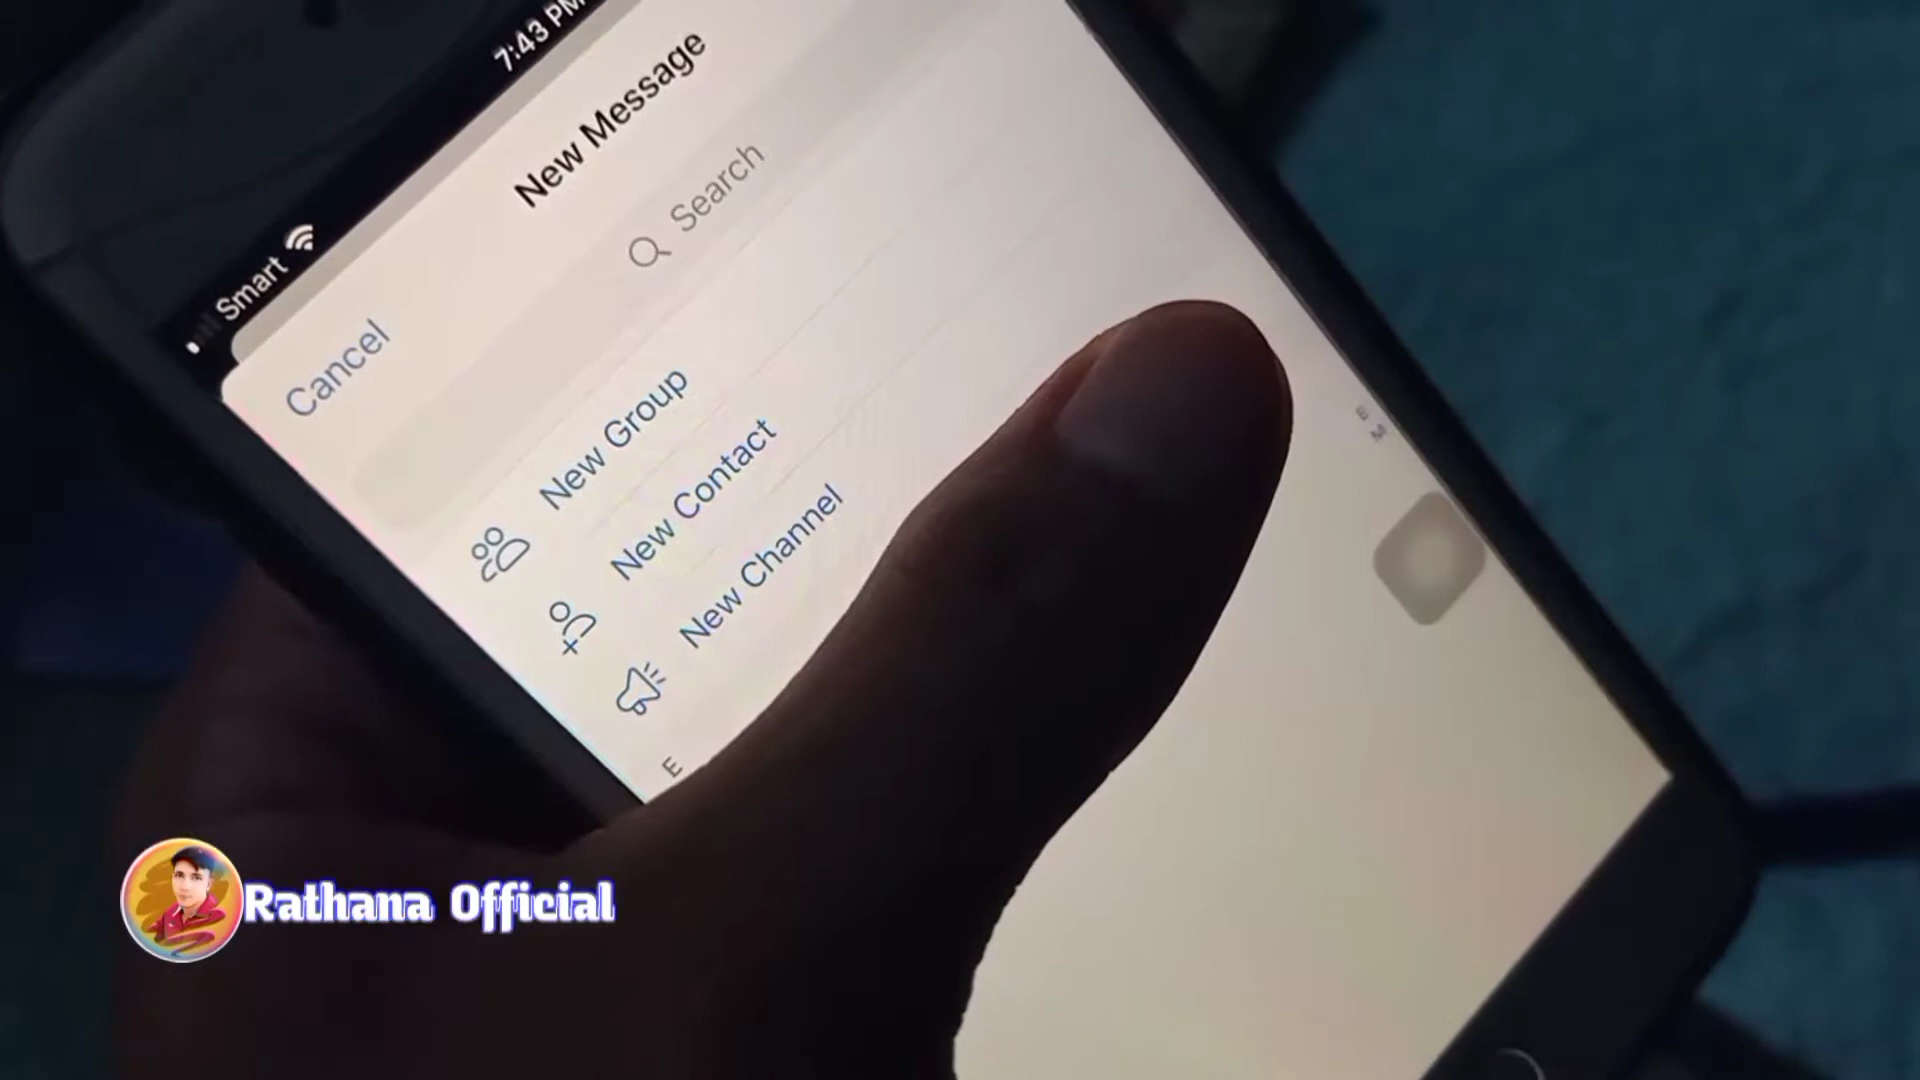 7:43 PM
Smart
New Message
Search
Cancel
New Group
New Contact
New Channel
E
E
M
Rathana Official